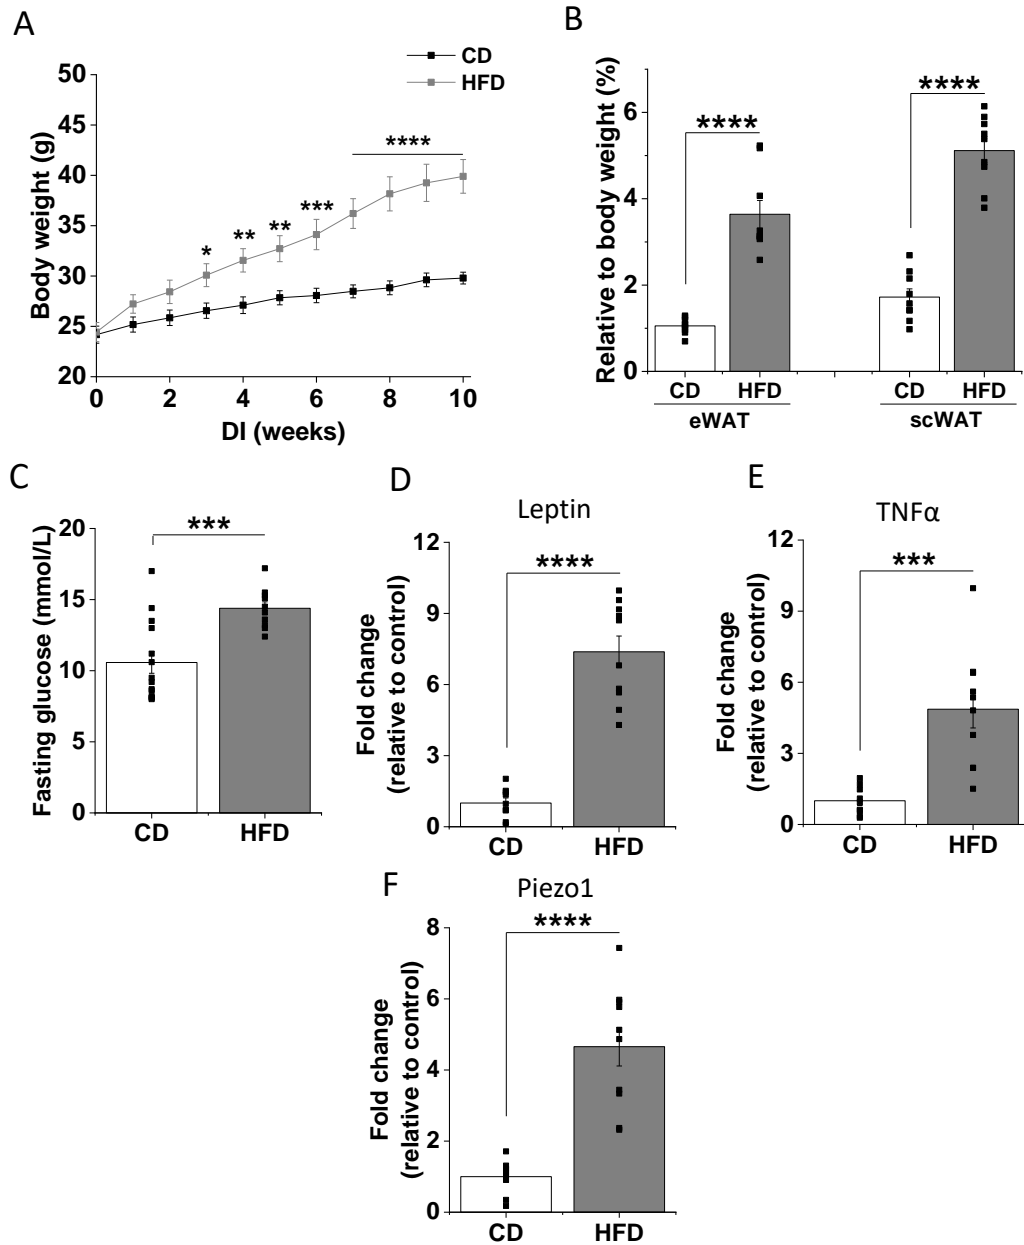 A
CD
HFD
Body weight (g)
50
45
40
35
30
25
20
*
**
**
***
****
0
2
4
6
8
10
DI (weeks)
B
Relative to body weight (%)
6
4
2
0
****
****
CD
HFD
CD
HFD
eWAT
scWAT
C
Fasting glucose (mmol/L)
20
15
10
5
0
***
CD
HFD
D
Leptin
Fold change
(relative to control)
12
9
6
3
0
****
CD
HFD
E
TNFα
Fold change
(relative to control)
12
9
6
3
0
***
CD
HFD
F
Piezo1
Fold change
(relative to control)
8
6
4
2
0
****
CD
HFD